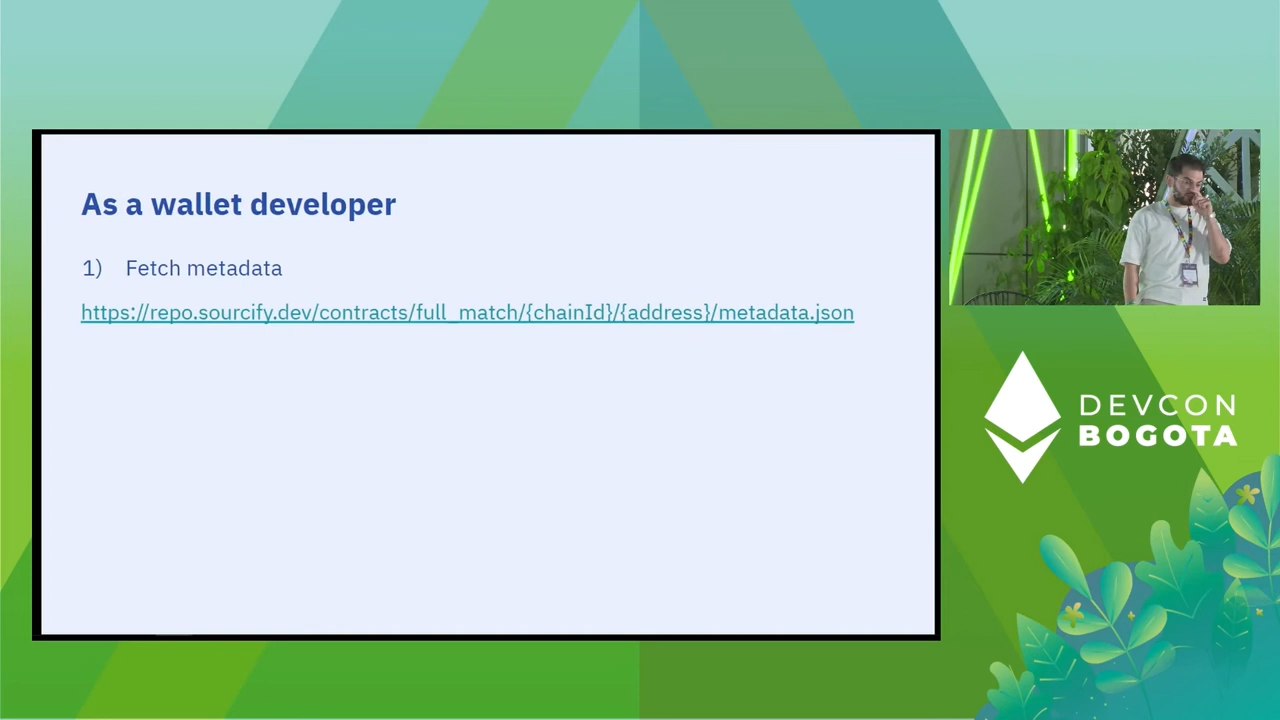 As a wallet developer
1) Fetch metadata
https://repo.sourcify.dev/contracts/full_match/{chainId}/{address}/metadata.json
DEVCON
BOGOTA